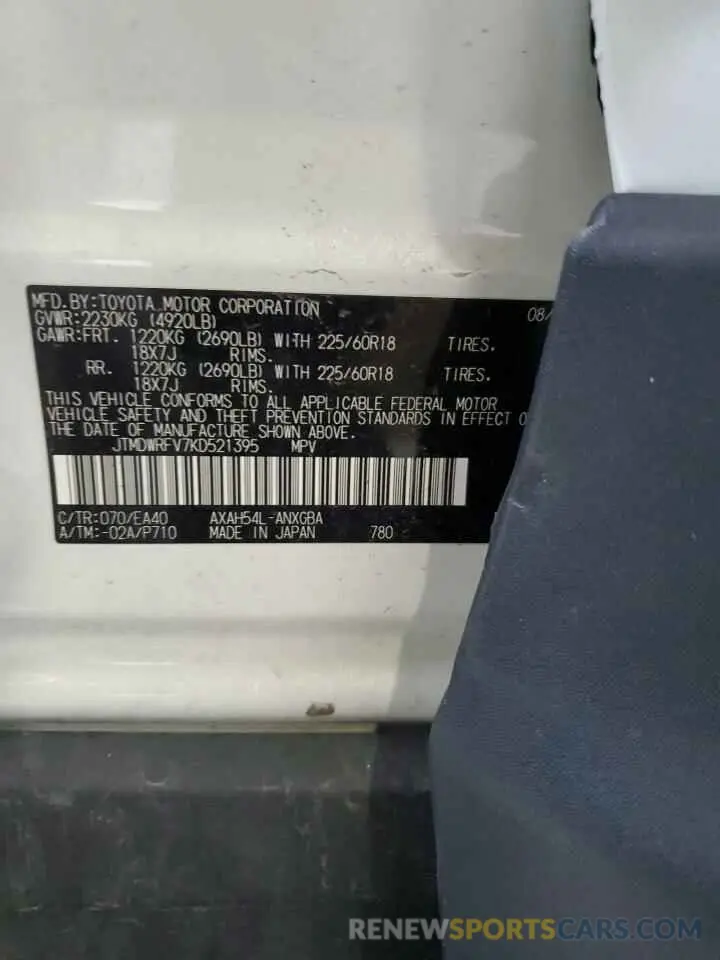 MFD.BY:TOYOTA MOTOR CORPORATION 08/
GVWR:2230KG (4920LB)
GAWR:FRT. 1220KG (2690LB) WITH 225/60R18 TIRES.
18X7J RIMS.
RR. 1220KG (2690LB) WITH 225/60R18 TIRES.
18X7J RIMS.
THIS VEHICLE CONFORMS TO ALL APPLICABLE FEDERAL MOTOR
VEHICLE SAFETY AND THEFT PREVENTION STANDARDS IN EFFECT O
THE DATE OF MANUFACTURE SHOWN ABOVE.
JTMDWRFV7KD521395 MPV
C/TR:070/EA40 AXAH54L-ANXGBA
A/TM:-02A/P710 MADE IN JAPAN 780
RENEWSPORTSCARS.COM